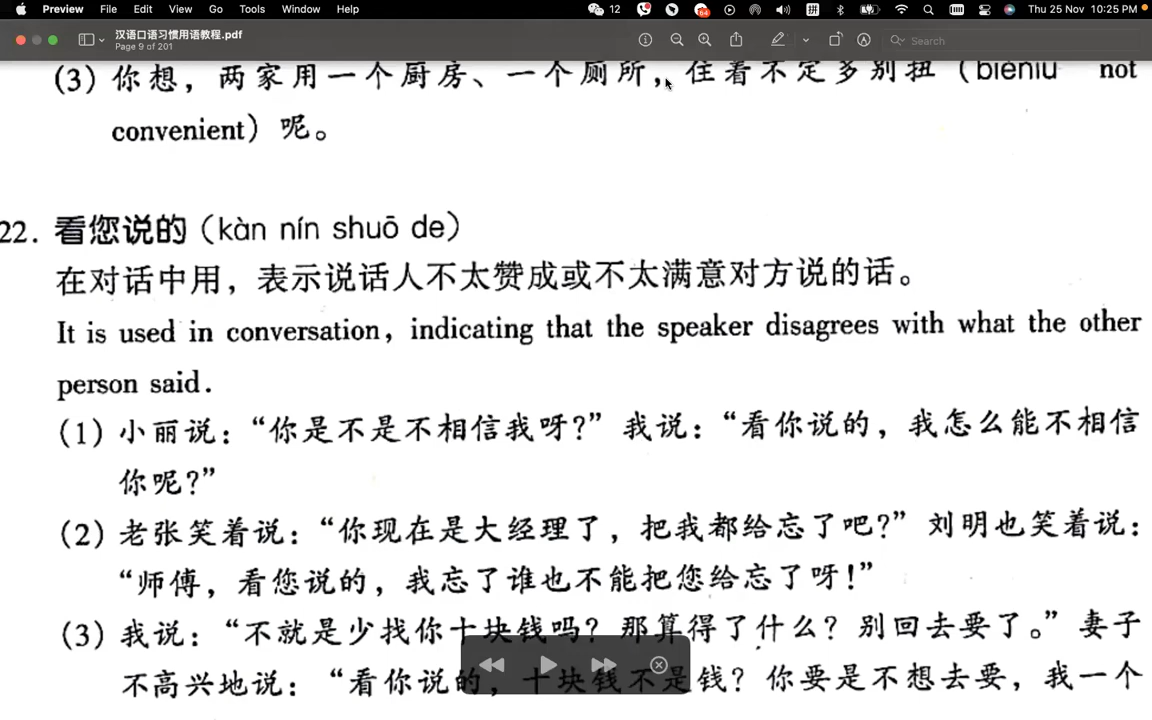 Preview File Edit View Go Tools Window Help 12 64 拼 Thu 25 Nov 10:25 PM
汉语口语习惯用语教程.pdf
Page 9 of 201
Search
(3) 你想，两家用一个厨房、一个厕所，住着不定多别扭（bièniu not
convenient）呢。
22. 看您说的（kàn nín shuō de）
在对话中用，表示说话人不太赞成或不太满意对方说的话。
It is used in conversation, indicating that the speaker disagrees with what the other
person said.
(1) 小丽说：“你是不是不相信我呀?” 我说：“看你说的，我怎么能不相信
你呢?”
(2) 老张笑着说：“你现在是大经理了，把我都给忘了吧?” 刘明也笑着说：
“师傅，看您说的，我忘了谁也不能把您给忘了呀!”
(3) 我说：“不就是少找你十块钱吗？那算得了什么？别回去要了。” 妻子
不高兴地说：“看你说的，十块钱不是钱？你要是不想去要，我一个